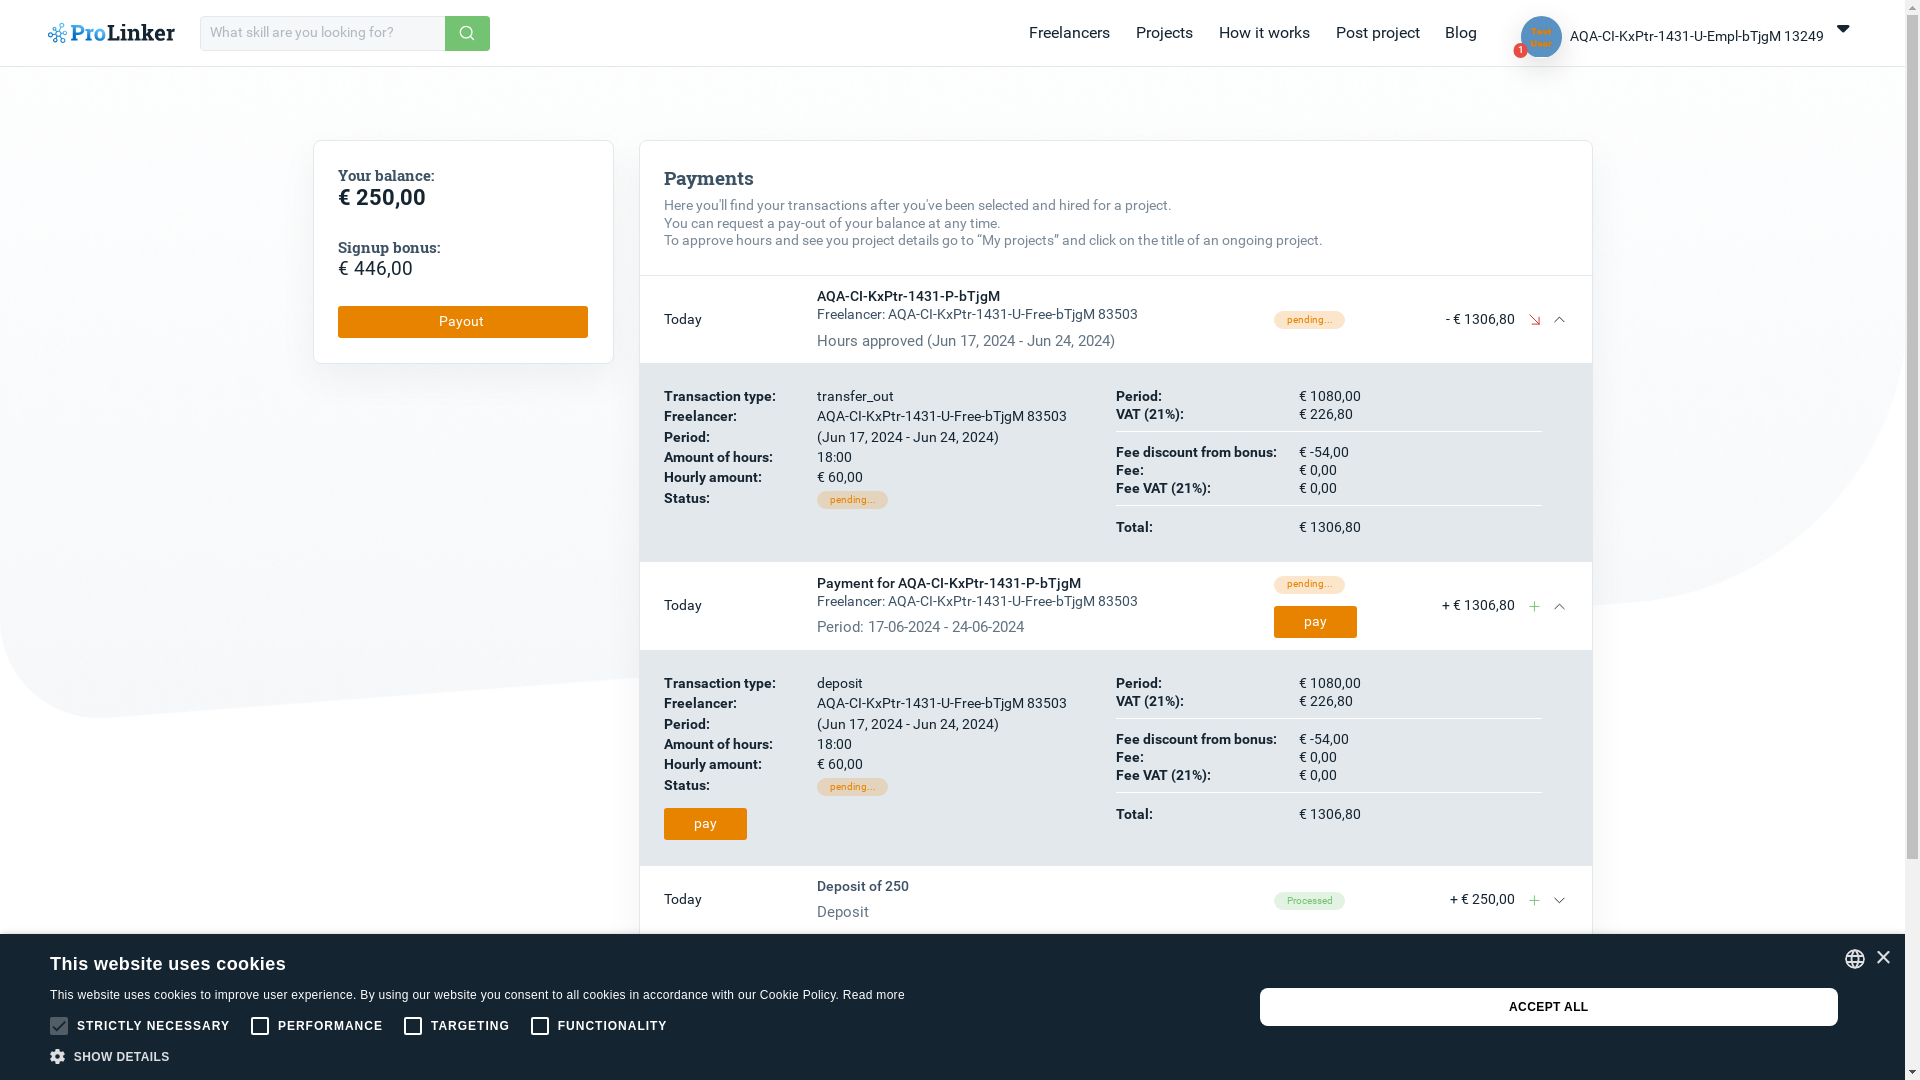 ProLinker
What skill are you looking for?
Freelancers
Projects
How it works
Post project
Blog
1
AQA-CI-KxPtr-1431-U-Empl-bTjgM 13249
Your balance:
€ 250,00
Signup bonus:
€ 446,00
Payout
Payments
Here you'll find your transactions after you've been selected and hired for a project.
You can request a pay-out of your balance at any time.
To approve hours and see you project details go to “My projects” and click on the title of an ongoing project.
Today
AQA-CI-KxPtr-1431-P-bTjgM
Freelancer: AQA-CI-KxPtr-1431-U-Free-bTjgM 83503
Hours approved (Jun 17, 2024 - Jun 24, 2024)
pending...
- € 1306,80
Transaction type: transfer_out
Freelancer: AQA-CI-KxPtr-1431-U-Free-bTjgM 83503
Period: (Jun 17, 2024 - Jun 24, 2024)
Amount of hours: 18:00
Hourly amount: € 60,00
Status: pending...
Period: € 1080,00
VAT (21%): € 226,80
Fee discount from bonus: € -54,00
Fee: € 0,00
Fee VAT (21%): € 0,00
Total: € 1306,80
Today
Payment for AQA-CI-KxPtr-1431-P-bTjgM
Freelancer: AQA-CI-KxPtr-1431-U-Free-bTjgM 83503
Period: 17-06-2024 - 24-06-2024
pending...
pay
+ € 1306,80
Transaction type: deposit
Freelancer: AQA-CI-KxPtr-1431-U-Free-bTjgM 83503
Period: (Jun 17, 2024 - Jun 24, 2024)
Amount of hours: 18:00
Hourly amount: € 60,00
Status: pending...
pay
Period: € 1080,00
VAT (21%): € 226,80
Fee discount from bonus: € -54,00
Fee: € 0,00
Fee VAT (21%): € 0,00
Total: € 1306,80
Today
Deposit of 250
Deposit
Processed
+ € 250,00
This website uses cookies
This website uses cookies to improve user experience. By using our website you consent to all cookies in accordance with our Cookie Policy. Read more
STRICTLY NECESSARY
PERFORMANCE
TARGETING
FUNCTIONALITY
SHOW DETAILS
ACCEPT ALL